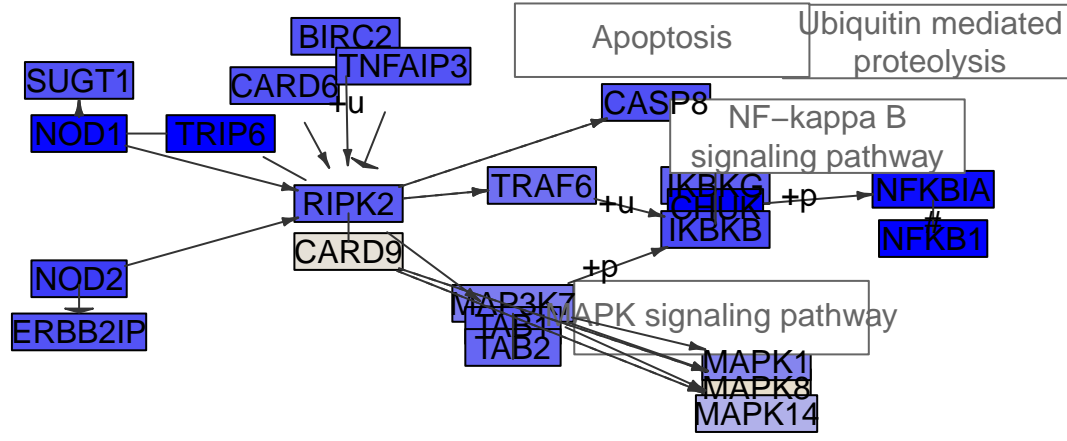 BIRC2
Apoptosis
Ubiquitin mediated
proteolysis
TNFAIP3
SUGT1
CARD6
+u
CASP8
NOD1
TRIP6
NF−kappa B
signaling pathway
RIPK2
TRAF6
+u
IKBKG
CHUK
IKBKB
+p
NFKBIA
#
NFKB1
CARD9
+p
NOD2
ERBB2IP
MAP3K7
TAB1
TAB2
MAPK signaling pathway
MAPK1
MAPK8
MAPK14